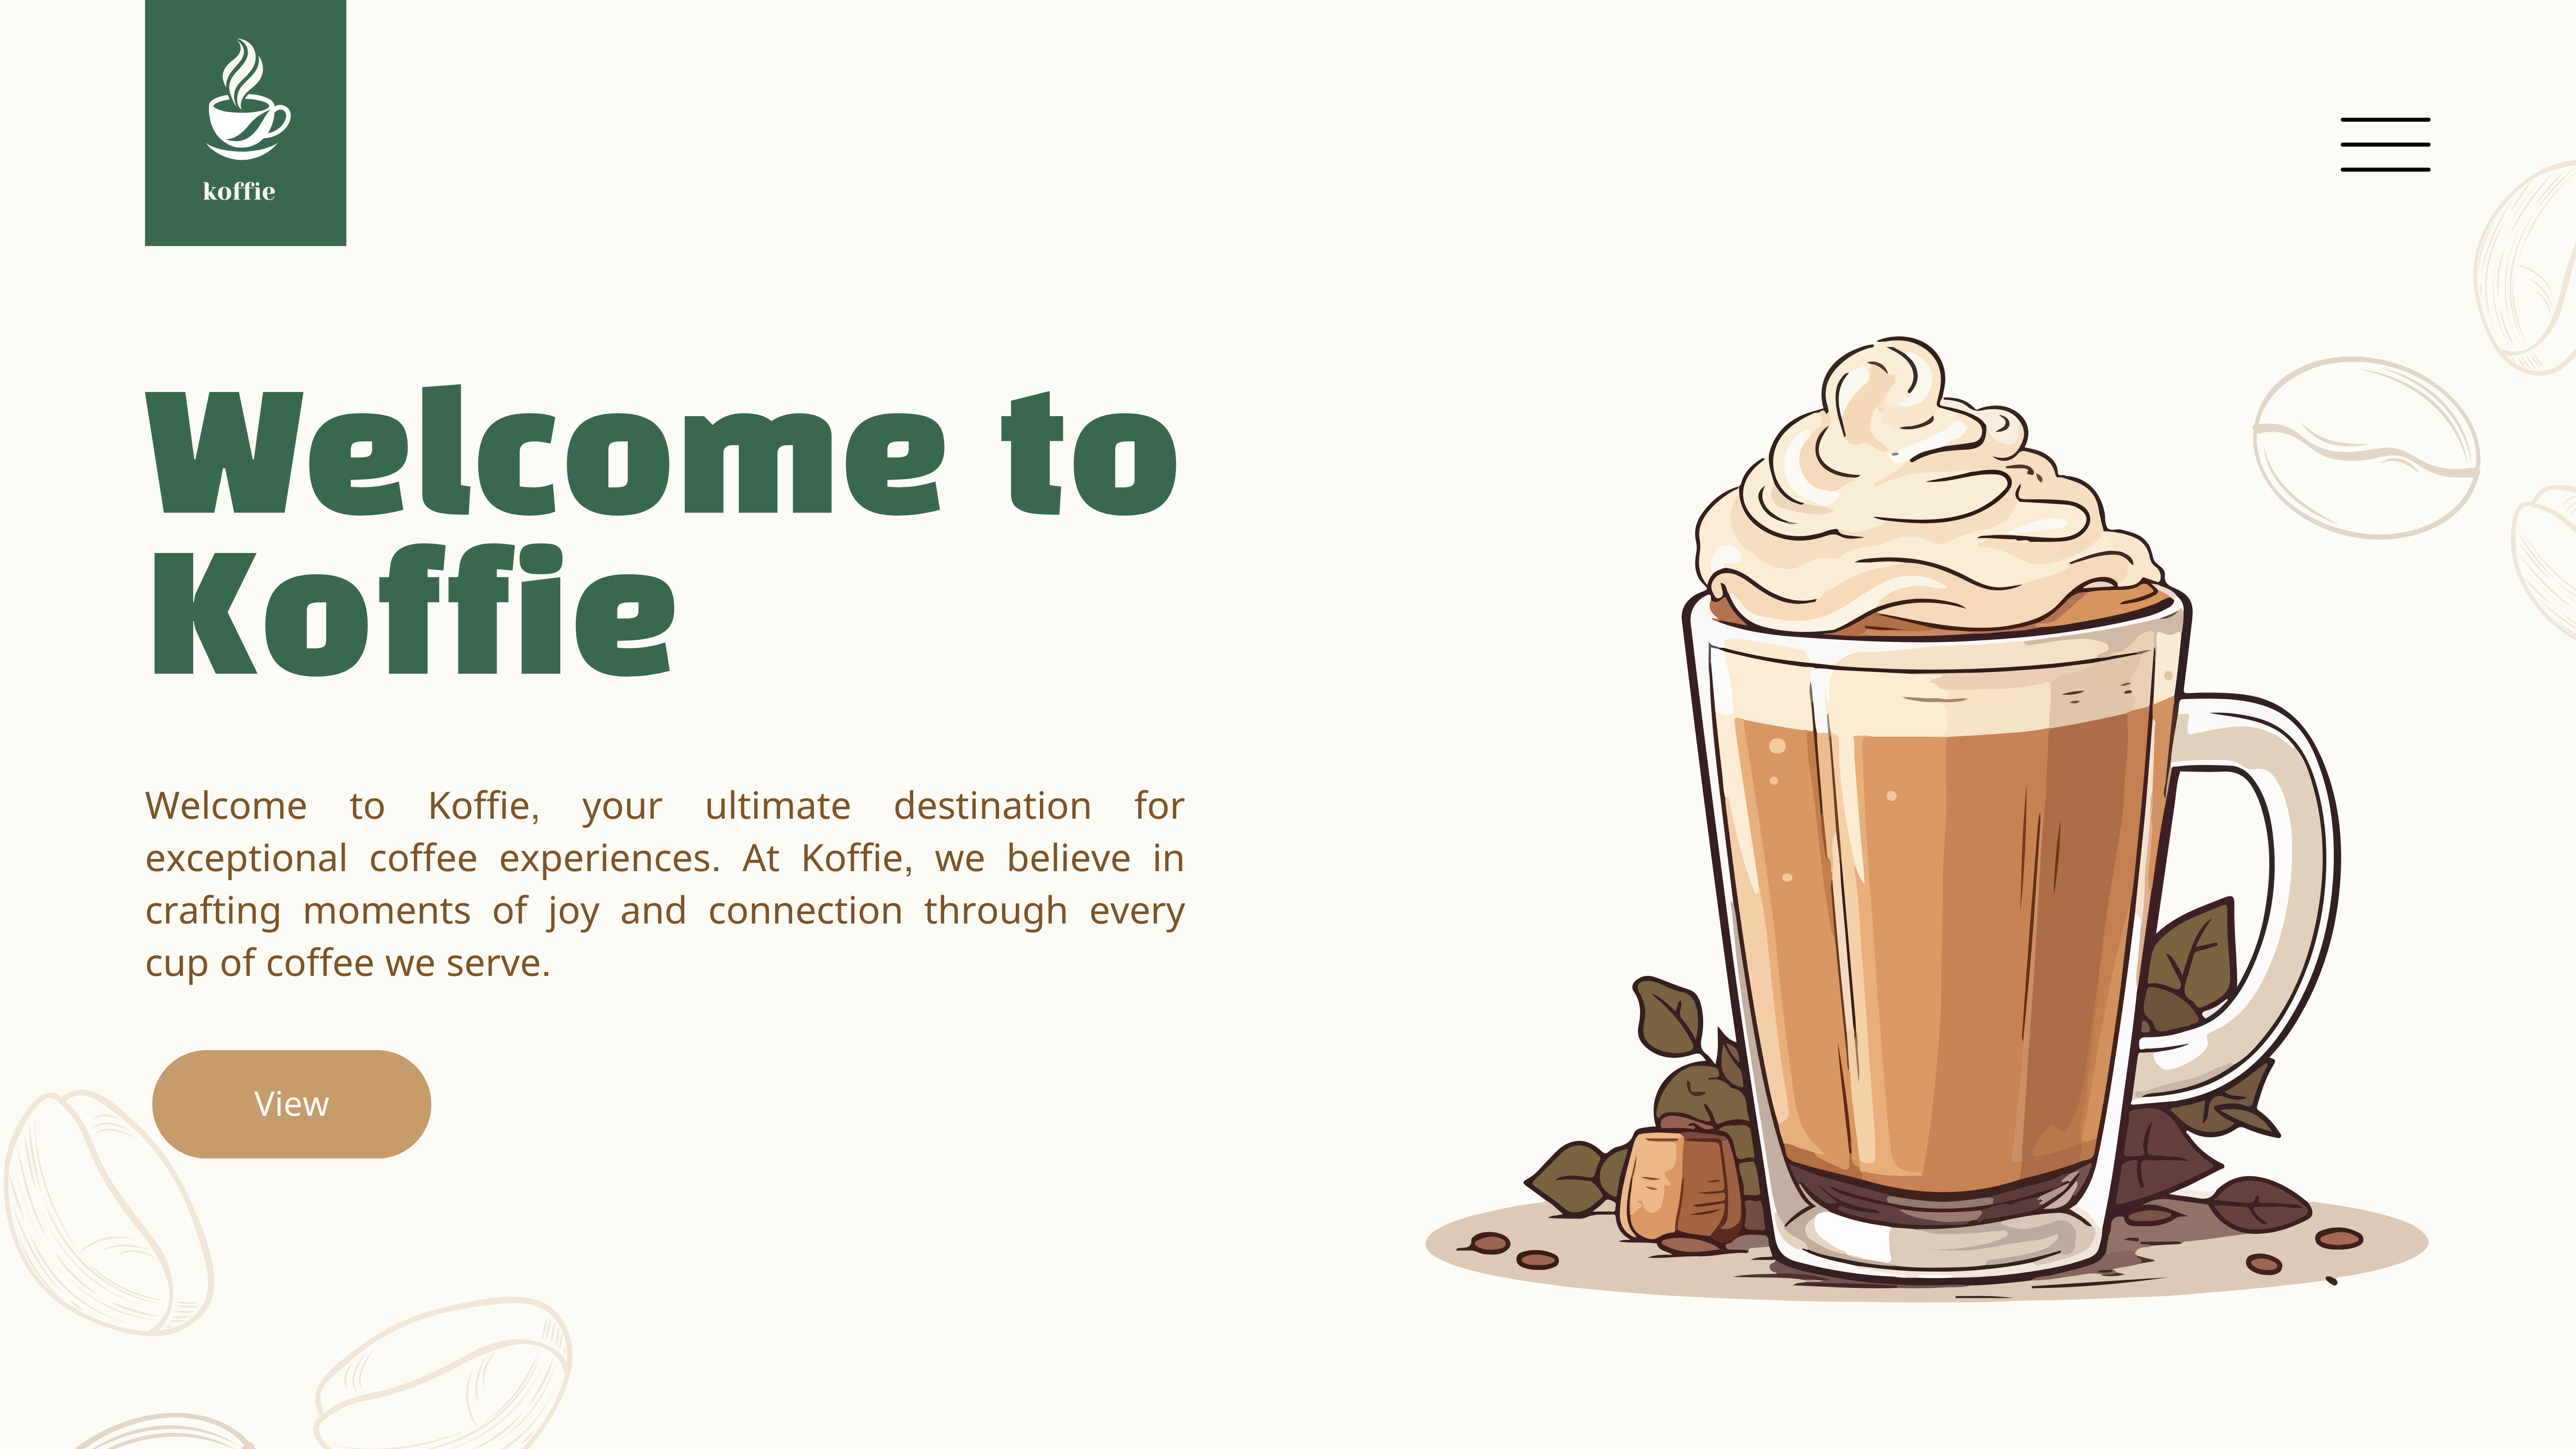 koffie
Welcome to
Koffie
Welcome to Koffie, your ultimate destination for
exceptional coffee experiences. At Koffie, we believe in
crafting moments of joy and connection through every
cup of coffee we serve.
View